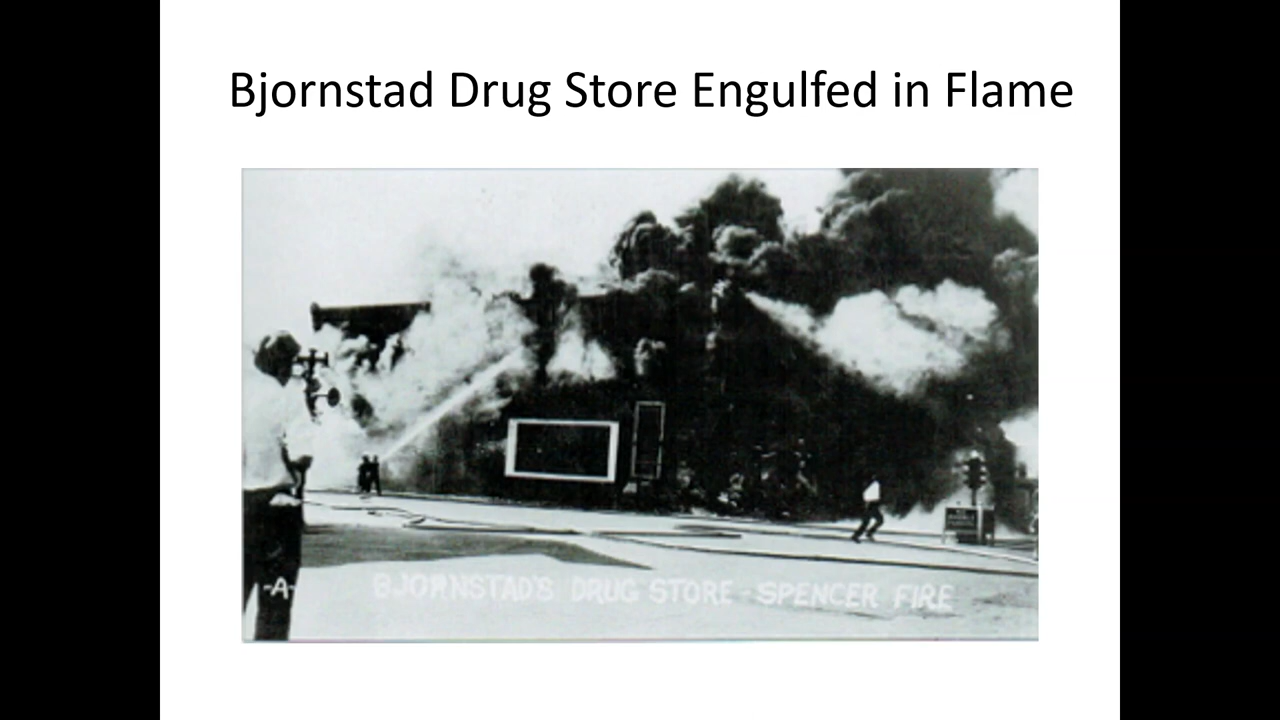 Bjornstad Drug Store Engulfed in Flame
-A- BJORNSTAD'S DRUG STORE - SPENCER FIRE